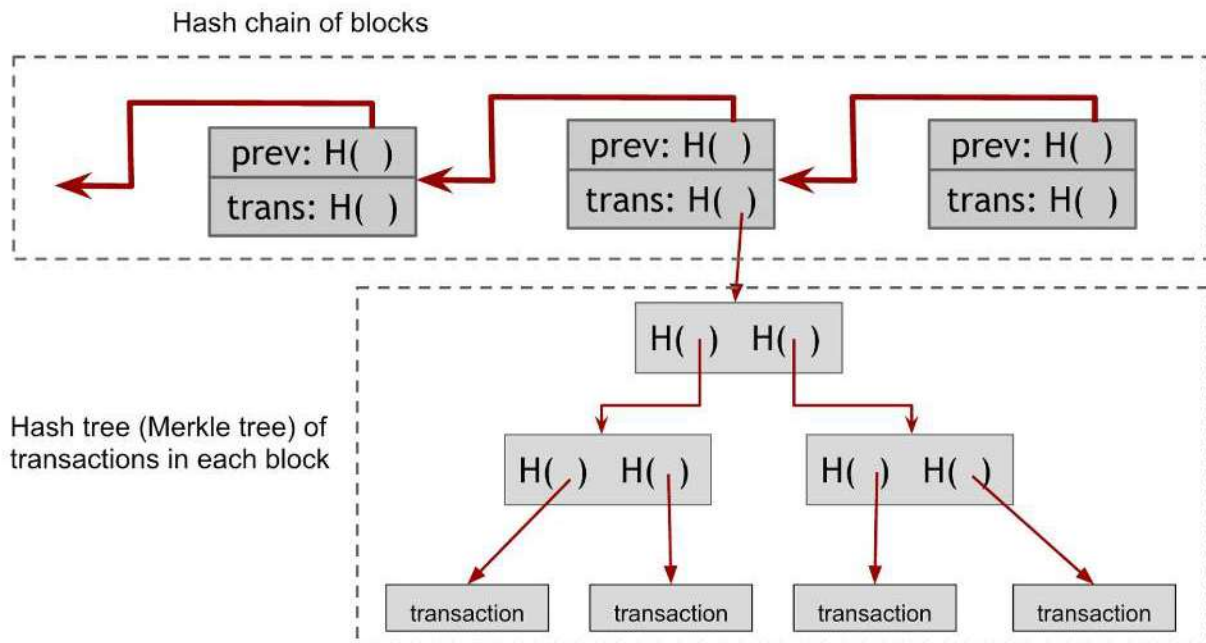 Hash chain of blocks
prev: H( )
trans: H( )
prev: H( )
trans: H( )
prev: H( )
trans: H( )
H( ) H( )
Hash tree (Merkle tree) of
transactions in each block
H( ) H( )
H( ) H( )
transaction
transaction
transaction
transaction